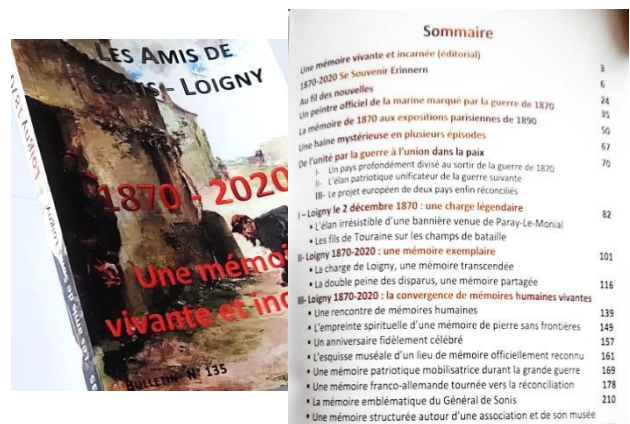 LES AMIS DE
SONIS - LOIGNY
1870 - 2020
Une mémo
vivante et inc
BULLETIN N° 135
Sommaire
Une mémoire vivante et incarnée (éditorial) 3
1870-2020 Se Souvenir Erinnern 6
Au fil des nouvelles 24
Un peintre officiel de la marine marqué par la guerre de 1870 35
La mémoire de 1870 aux expositions parisiennes de 1890 50
Une haine mystérieuse en plusieurs épisodes 67
De l'unité par la guerre à l'union dans la paix 70
I- Un pays profondément divisé au sortir de la guerre de 1870
II- L'élan patriotique unificateur de la guerre suivante
III- Le projet européen de deux pays enfin réconciliés
I – Loigny le 2 décembre 1870 : une charge légendaire
▪ L'élan irrésistible d'une bannière venue de Paray-Le-Monial 82
▪ Les fils de Touraine sur les champs de bataille
II- Loigny 1870-2020 : une mémoire exemplaire
▪ La charge de Loigny, une mémoire transcendée 101
▪ La double peine des disparus, une mémoire partagée 116
III- Loigny 1870-2020 : la convergence de mémoires humaines vivantes
▪ Une rencontre de mémoires humaines 139
▪ L'empreinte spirituelle d'une mémoire de pierre sans frontières 149
▪ Un anniversaire fidèlement célébré 157
▪ L'esquisse muséale d'un lieu de mémoire officiellement reconnu 161
▪ Une mémoire patriotique mobilisatrice durant la grande guerre 169
▪ Une mémoire franco-allemande tournée vers la réconciliation 178
▪ La mémoire emblématique du Général de Sonis 210
▪ Une mémoire structurée autour d'une association et de son musée